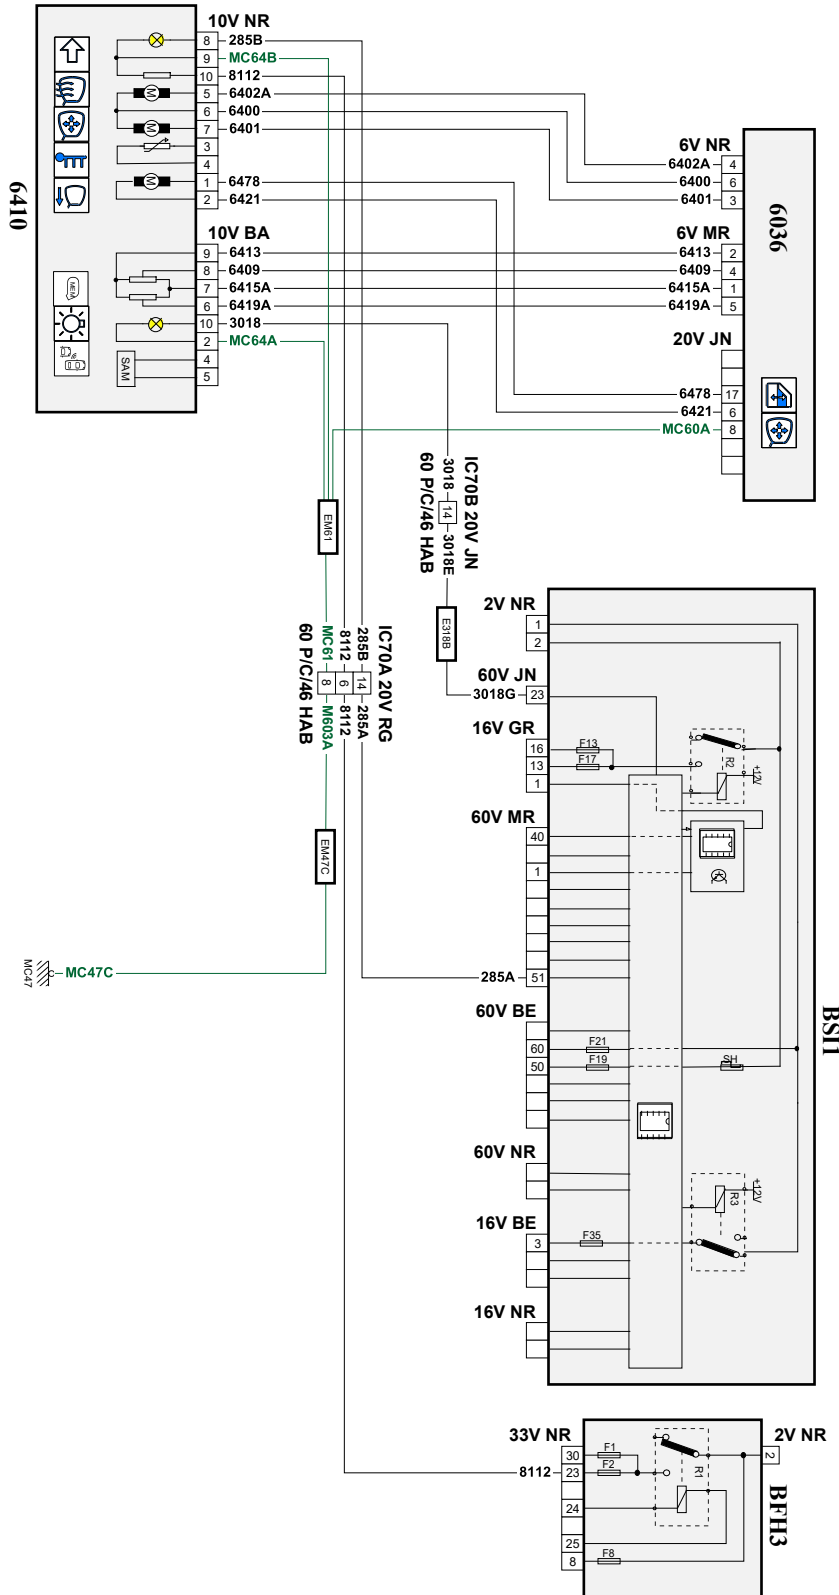 6410
10V NR
8 285B
9 MC64B
10 8112
5 6402A
6 6400
7 6401
3
4
1 6478
2 6421
10V BA
9 6413
8 6409
7 6415A
6 6419A
10 3018
2 MC64A
4
5
M
M
M
MEM
SAM
6036
6V NR
6402A 4
6400 6
6401 3
6V MR
6413 2
6409 4
6415A 1
6419A 5
20V JN
6478 17
6421 6
MC60A 8
IC70B 20V JN
3018 14 3018E
60 P/C/46 HAB
EM61
E318B
IC70A 20V RG
285B 14 285A
8112 6 8112
MC61 8 M603A
60 P/C/46 HAB
EM47C
MC47C
MC47
BSI1
2V NR
1
2
60V JN
3018G 23
16V GR
16 F13
13 F17
1
R2
+12V
60V MR
40
1
285A 51
60V BE
60 F21
50 F19
SH
60V NR
16V BE
3 F35
R3
+12V
16V NR
BFH3
33V NR
30 F1
8112 23 F2
24
25
8 F8
R1
2V NR
2